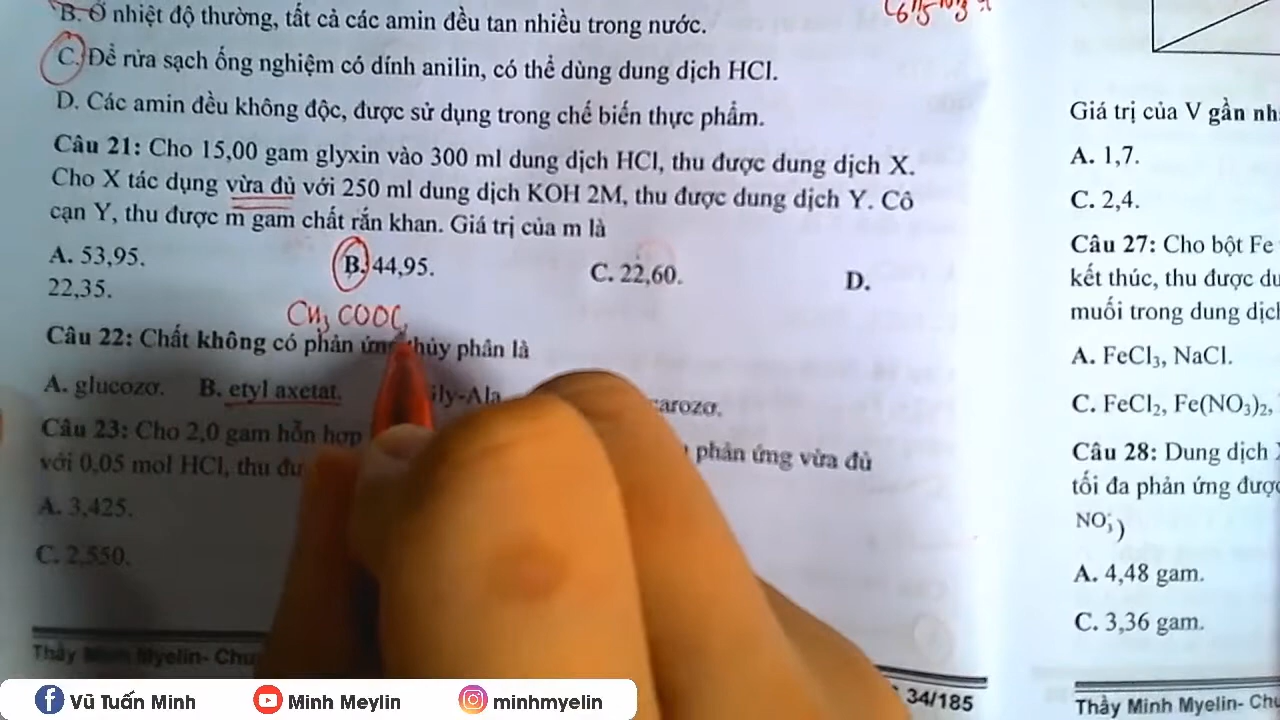 B. Ở nhiệt độ thường, tất cả các amin đều tan nhiều trong nước.
C. Để rửa sạch ống nghiệm có dính anilin, có thể dùng dung dịch HCl.
D. Các amin đều không độc, được sử dụng trong chế biến thực phẩm.
Câu 21: Cho 15,00 gam glyxin vào 300 ml dung dịch HCl, thu được dung dịch X.
Cho X tác dụng vừa đủ với 250 ml dung dịch KOH 2M, thu được dung dịch Y. Cô
cạn Y, thu được m gam chất rắn khan. Giá trị của m là
A. 53,95. B. 44,95. C. 22,60. D.
22,35.
CH3COOC
Câu 22: Chất không có phản ứng thủy phân là
A. glucozơ. B. etyl axetat. ly-Ala carozơ.
Câu 23: Cho 2,0 gam hỗn hợp phản ứng vừa đủ
với 0,05 mol HCl, thu đư
A. 3,425.
C. 2,550.
Thầy Minh Myelin- Chu 34/185
Giá trị của V gần nh
A. 1,7.
C. 2,4.
Câu 27: Cho bột Fe
kết thúc, thu được du
muối trong dung dịch
A. FeCl3, NaCl.
C. FeCl2, Fe(NO3)2,
Câu 28: Dung dịch
tối đa phản ứng được
NO3-)
A. 4,48 gam.
C. 3,36 gam.
Thầy Minh Myelin- Chu
Vũ Tuấn Minh Minh Meylin minhmyelin